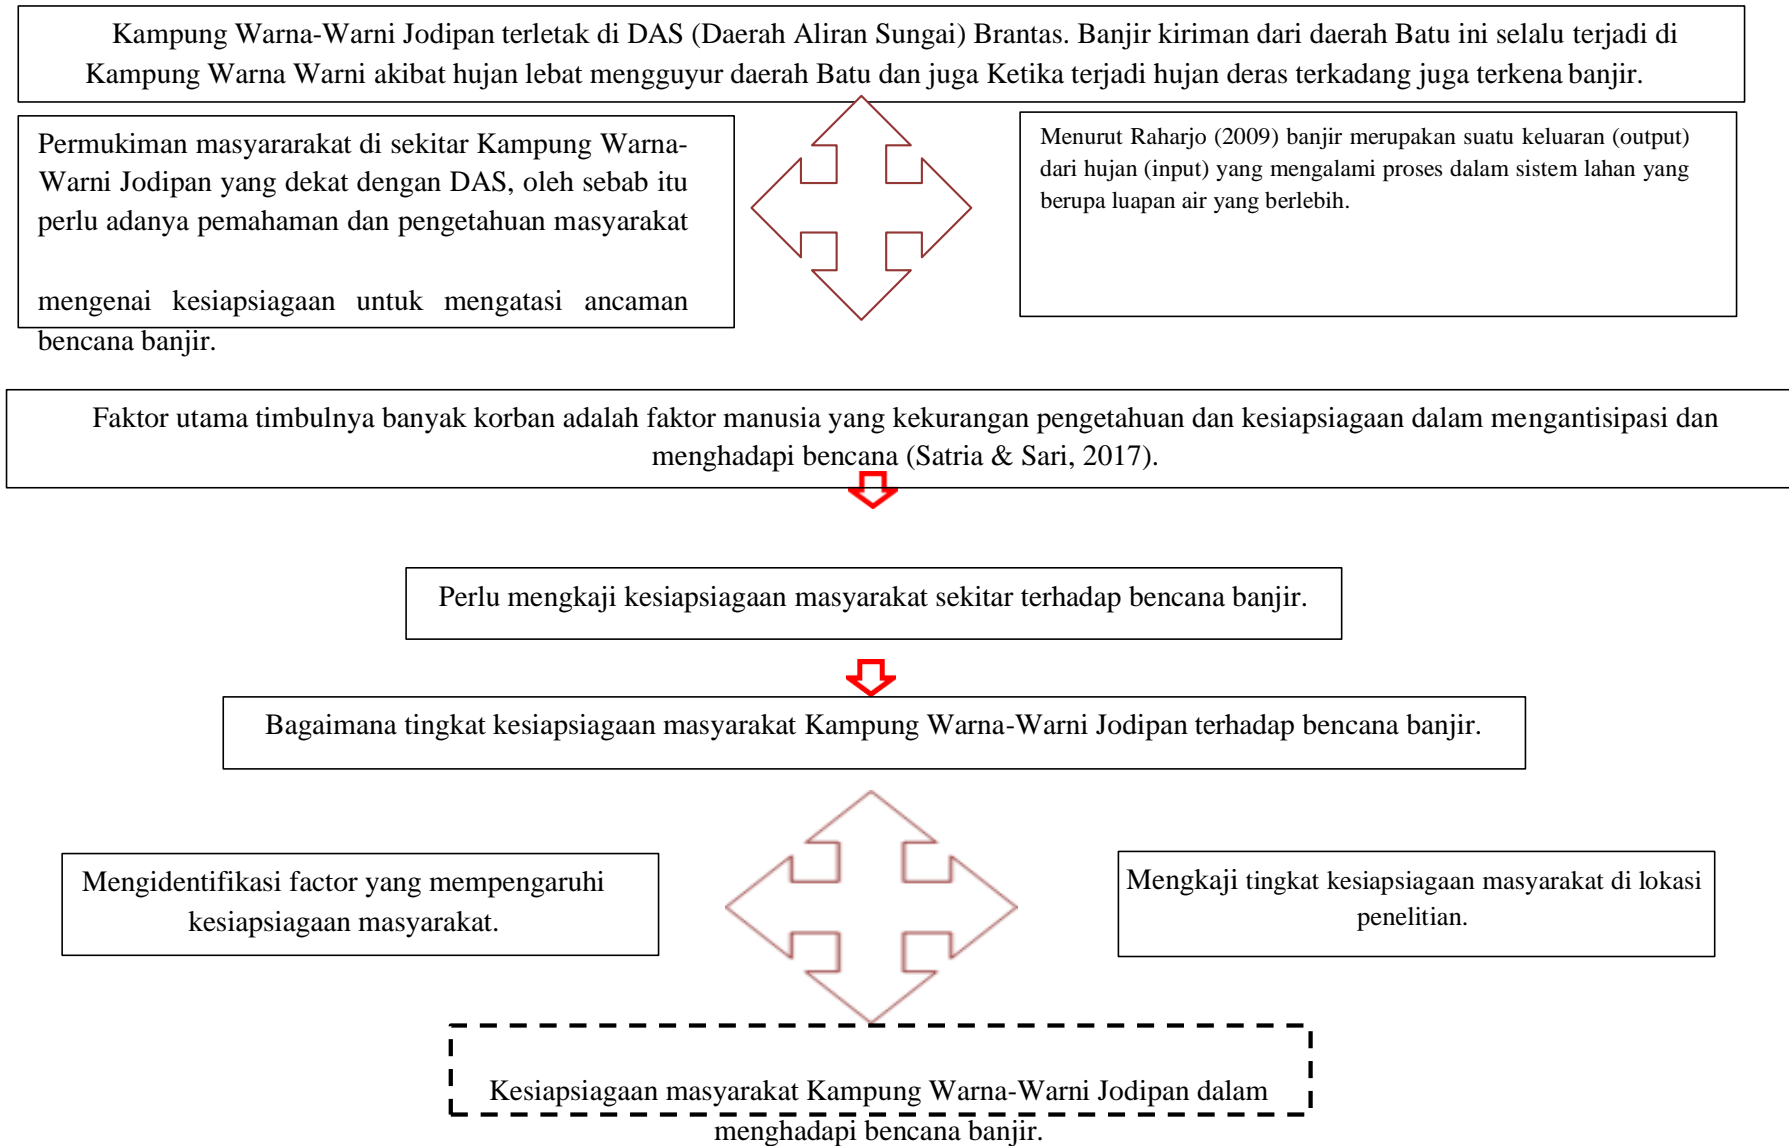 Kampung Warna-Warni Jodipan terletak di DAS (Daerah Aliran Sungai) Brantas. Banjir kiriman dari daerah Batu ini selalu terjadi di
Kampung Warna Warni akibat hujan lebat mengguyur daerah Batu dan juga Ketika terjadi hujan deras terkadang juga terkena banjir.
Permukiman masyararakat di sekitar Kampung Warna-
Warni Jodipan yang dekat dengan DAS, oleh sebab itu
perlu adanya pemahaman dan pengetahuan masyarakat
mengenai kesiapsiagaan untuk mengatasi ancaman
bencana banjir.
Menurut Raharjo (2009) banjir merupakan suatu keluaran (output)
dari hujan (input) yang mengalami proses dalam sistem lahan yang
berupa luapan air yang berlebih.
Faktor utama timbulnya banyak korban adalah faktor manusia yang kekurangan pengetahuan dan kesiapsiagaan dalam mengantisipasi dan
menghadapi bencana (Satria & Sari, 2017).
Perlu mengkaji kesiapsiagaan masyarakat sekitar terhadap bencana banjir.
Bagaimana tingkat kesiapsiagaan masyarakat Kampung Warna-Warni Jodipan terhadap bencana banjir.
Mengidentifikasi factor yang mempengaruhi
kesiapsiagaan masyarakat.
Mengkaji tingkat kesiapsiagaan masyarakat di lokasi
penelitian.
Kesiapsiagaan masyarakat Kampung Warna-Warni Jodipan dalam
menghadapi bencana banjir.